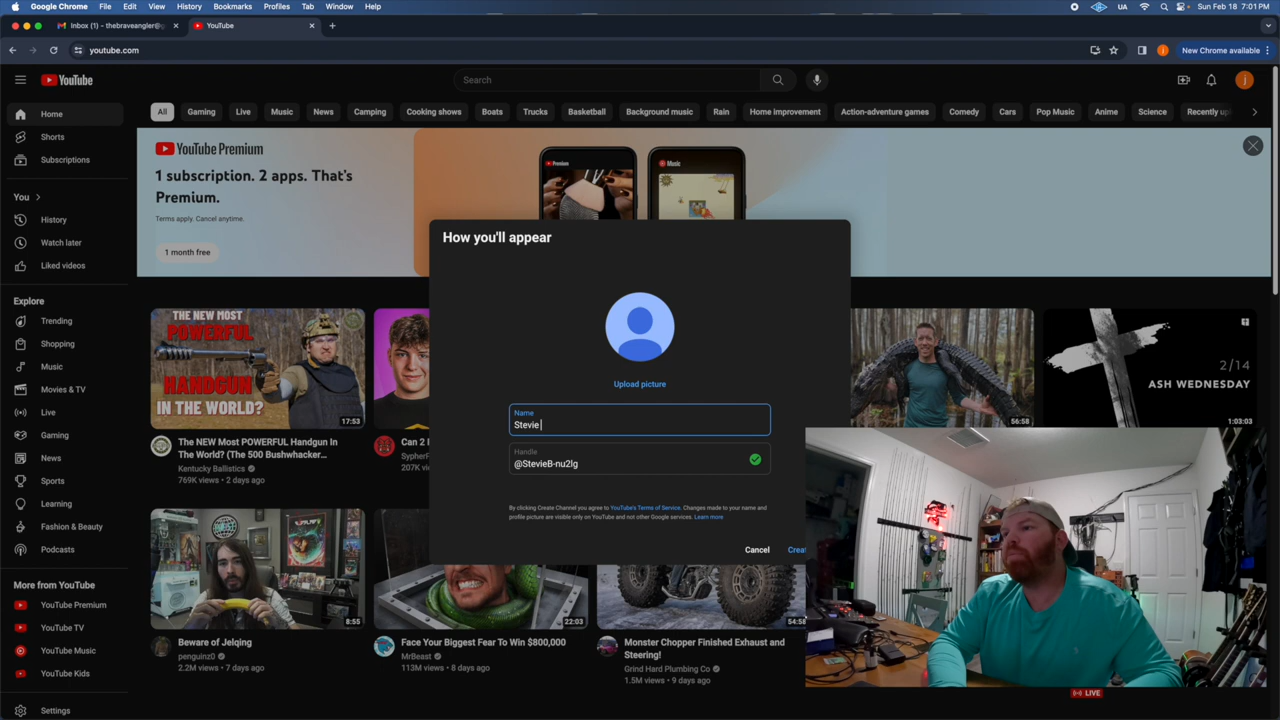 Google Chrome File Edit View History Bookmarks Profiles Tab Window Help UA Sun Feb 18 7:01 PM
Inbox (1) - thebraveangler@g
YouTube
youtube.com
New Chrome available
YouTube
Search
j
Home
Shorts
Subscriptions
You
History
Watch later
Liked videos
Explore
Trending
Shopping
Music
Movies & TV
Live
Gaming
News
Sports
Learning
Fashion & Beauty
Podcasts
More from YouTube
YouTube Premium
YouTube TV
YouTube Music
YouTube Kids
Settings
All Gaming Live Music News Camping Cooking shows Boats Trucks Basketball Background music Rain Home improvement Action-adventure games Comedy Cars Pop Music Anime Science Recently up
YouTube Premium
1 subscription. 2 apps. That's
Premium.
Terms apply. Cancel anytime.
1 month free
Premium
Music
How you'll appear
Upload picture
Name
Stevie
Handle
@StevieB-nu2lg
By clicking Create Channel you agree to YouTube's Terms of Service. Changes made to your name and
profile picture are visible only on YouTube and not other Google services. Learn more
Cancel
Creat
THE NEW MOST
POWERFUL
HANDGUN
IN THE WORLD?
17:53
The NEW Most POWERFUL Handgun In
The World? (The 500 Bushwhacker...
Kentucky Ballistics
769K views • 2 days ago
Can 2
SypherP
207K
56:58
2/14
ASH WEDNESDAY
1:03:03
8:55
Beware of Jelqing
penguinz0
2.2M views • 7 days ago
22:03
Face Your Biggest Fear To Win $800,000
MrBeast
113M views • 8 days ago
54:58
Monster Chopper Finished Exhaust and
Steering!
Grind Hard Plumbing Co
1.5M views • 9 days ago
LIVE